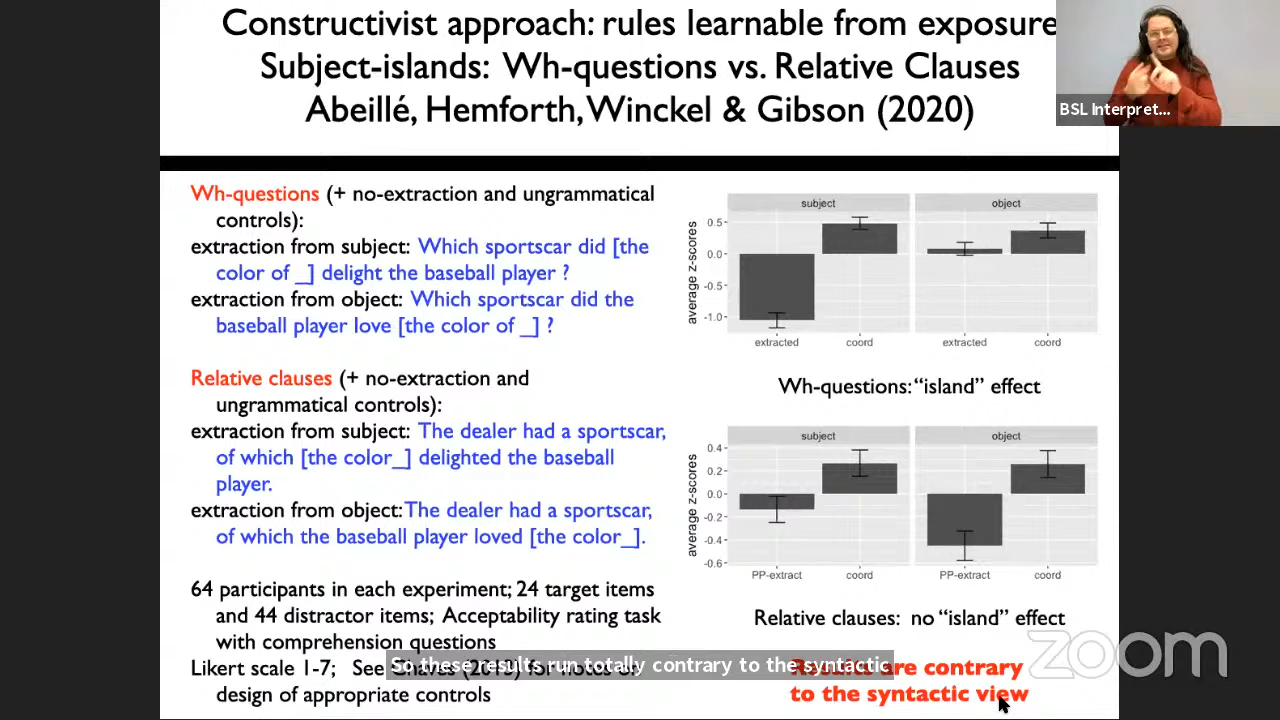 Constructivist approach: rules learnable from exposure
Subject-islands: Wh-questions vs. Relative Clauses
Abeillé, Hemforth, Winckel & Gibson (2020)
BSL Interpret...
Wh-questions (+ no-extraction and ungrammatical
controls):
extraction from subject: Which sportscar did [the
color of _] delight the baseball player ?
extraction from object: Which sportscar did the
baseball player love [the color of _] ?
Relative clauses (+ no-extraction and
ungrammatical controls):
extraction from subject: The dealer had a sportscar,
of which [the color_] delighted the baseball
player.
extraction from object: The dealer had a sportscar,
of which the baseball player loved [the color_].
64 participants in each experiment; 24 target items
and 44 distractor items; Acceptability rating task
with comprehension questions
Likert scale 1-7; See
design of appropriate controls
subject object
average z-scores
0.5
0.0
-0.5
-1.0
extracted coord extracted coord
Wh-questions: “island” effect
subject object
average z-scores
0.4
0.2
0.0
-0.2
-0.4
-0.6
PP-extract coord PP-extract coord
Relative clauses: no “island” effect
are contrary
to the syntactic view
So these results run totally contrary to the syntactic
zoom